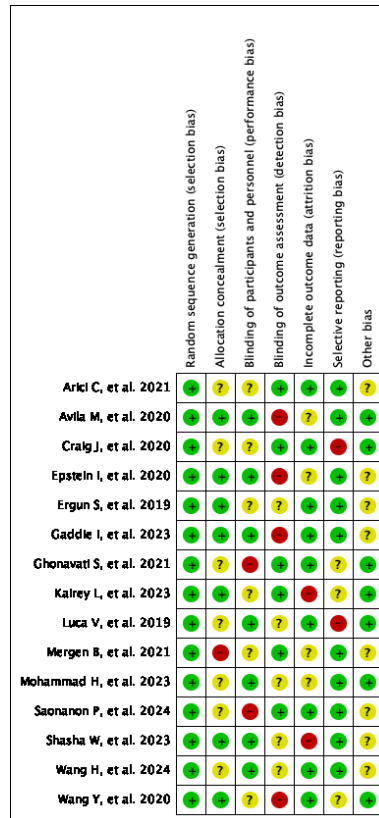 Random sequence generation (selection bias)
Allocation concealment (selection bias)
Blinding of participants and personnel (performance bias)
Blinding of outcome assessment (detection bias)
Incomplete outcome data (attrition bias)
Selective reporting (reporting bias)
Other bias
Arici C, et al. 2021 + ? ? + + + ?
Avila M, et al. 2020 + + + - ? + ?
Craig J, et al. 2020 + ? ? + + - +
Epstein I, et al. 2020 + + + - ? + ?
Ergun S, et al. 2019 + + ? ? + + ?
Gaddie I, et al. 2023 + + + - + + ?
Ghonavati S, et al. 2021 + ? - + + ? +
Kairey L, et al. 2023 + + ? + - ? +
Luca V, et al. 2019 + ? + ? + - +
Mergen B, et al. 2021 + - ? + ? + ?
Mohammad H, et al. 2023 + ? + ? ? + +
Saonanon P, et al. 2024 + ? - + + + ?
Shasha W, et al. 2023 + + + ? - + ?
Wang H, et al. 2024 + ? + ? + + ?
Wang Y, et al. 2020 + + ? - + ? +